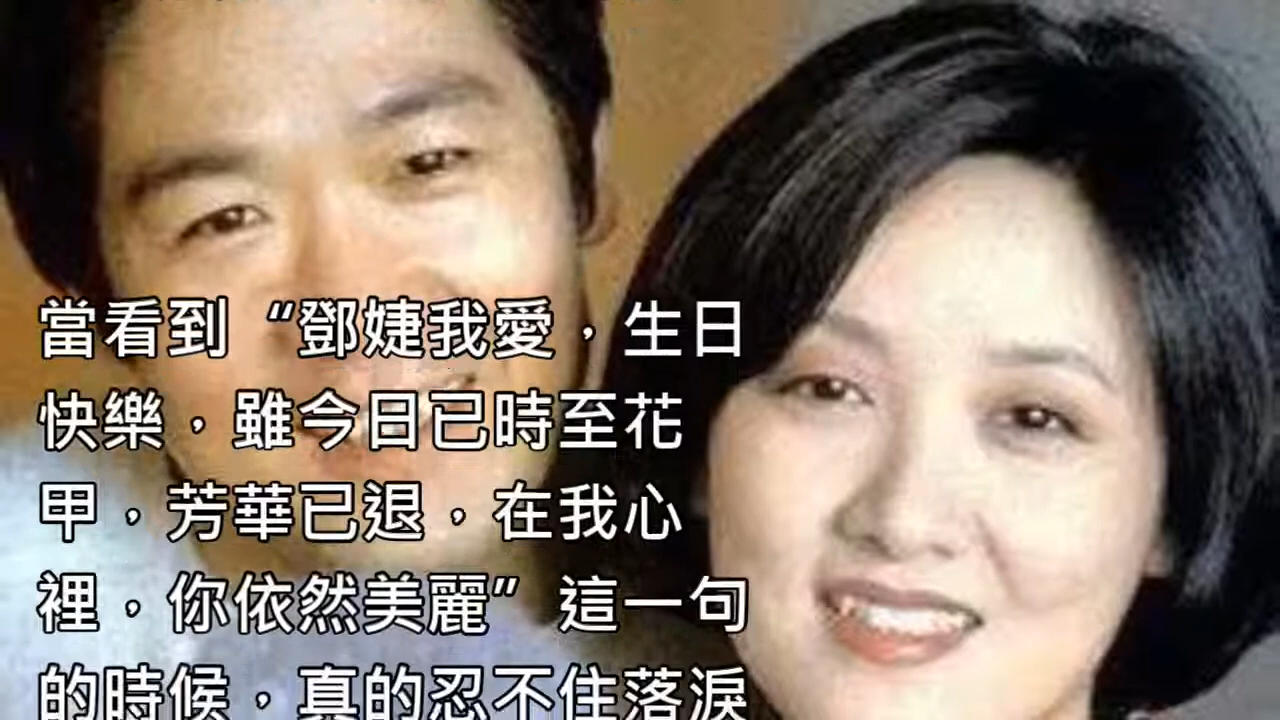 當看到“鄧婕我愛，生日
快樂，雖今日已時至花
甲，芳華已退，在我心
裡，你依然美麗”這一句
的時候，真的忍不住落淚